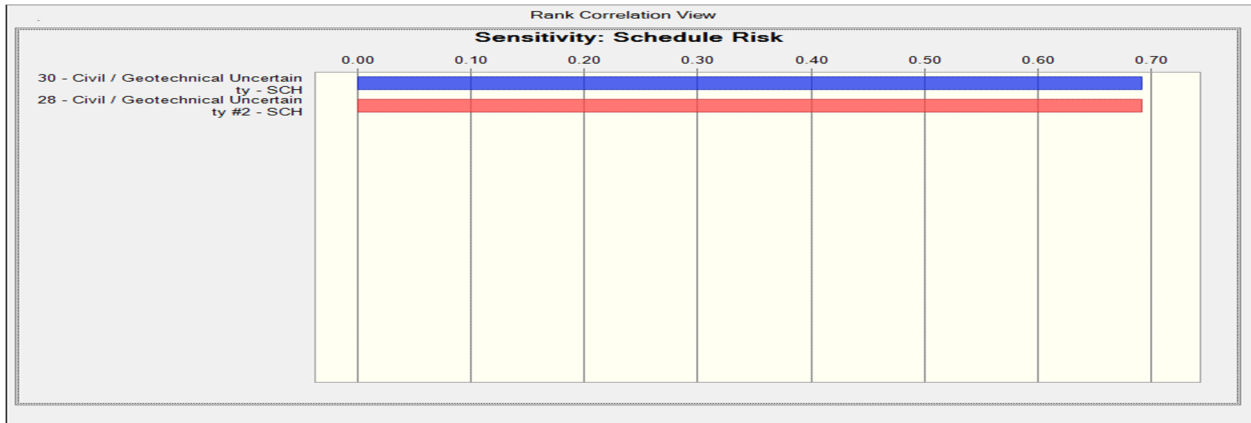 Rank Correlation View
Sensitivity: Schedule Risk
0.00 0.10 0.20 0.30 0.40 0.50 0.60 0.70
30 - Civil / Geotechnical Uncertain
ty - SCH
28 - Civil / Geotechnical Uncertain
ty #2 - SCH